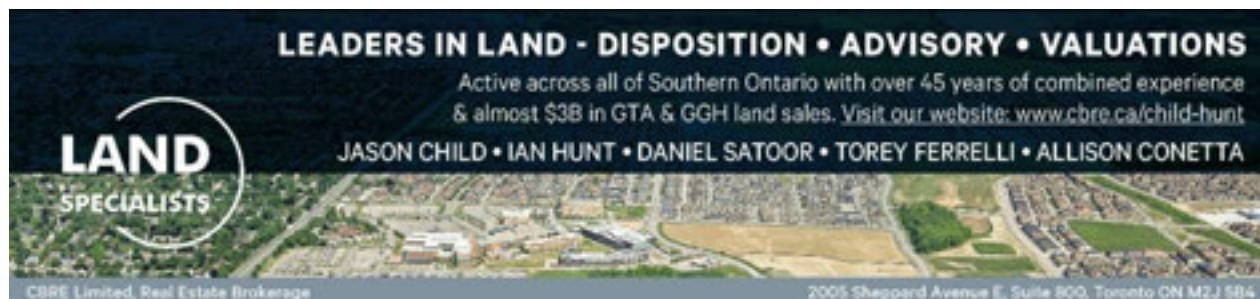 LEADERS IN LAND - DISPOSITION • ADVISORY • VALUATIONS
Active across all of Southern Ontario with over 45 years of combined experience
& almost $3B in GTA & GGH land sales. Visit our website: www.cbre.ca/child-hunt
JASON CHILD • IAN HUNT • DANIEL SATOOR • TOREY FERRELLI • ALLISON CONETTA
LAND
SPECIALISTS
CBRE Limited, Real Estate Brokerage
2005 Sheppard Avenue E, Suite 800, Toronto ON M2J 5B4